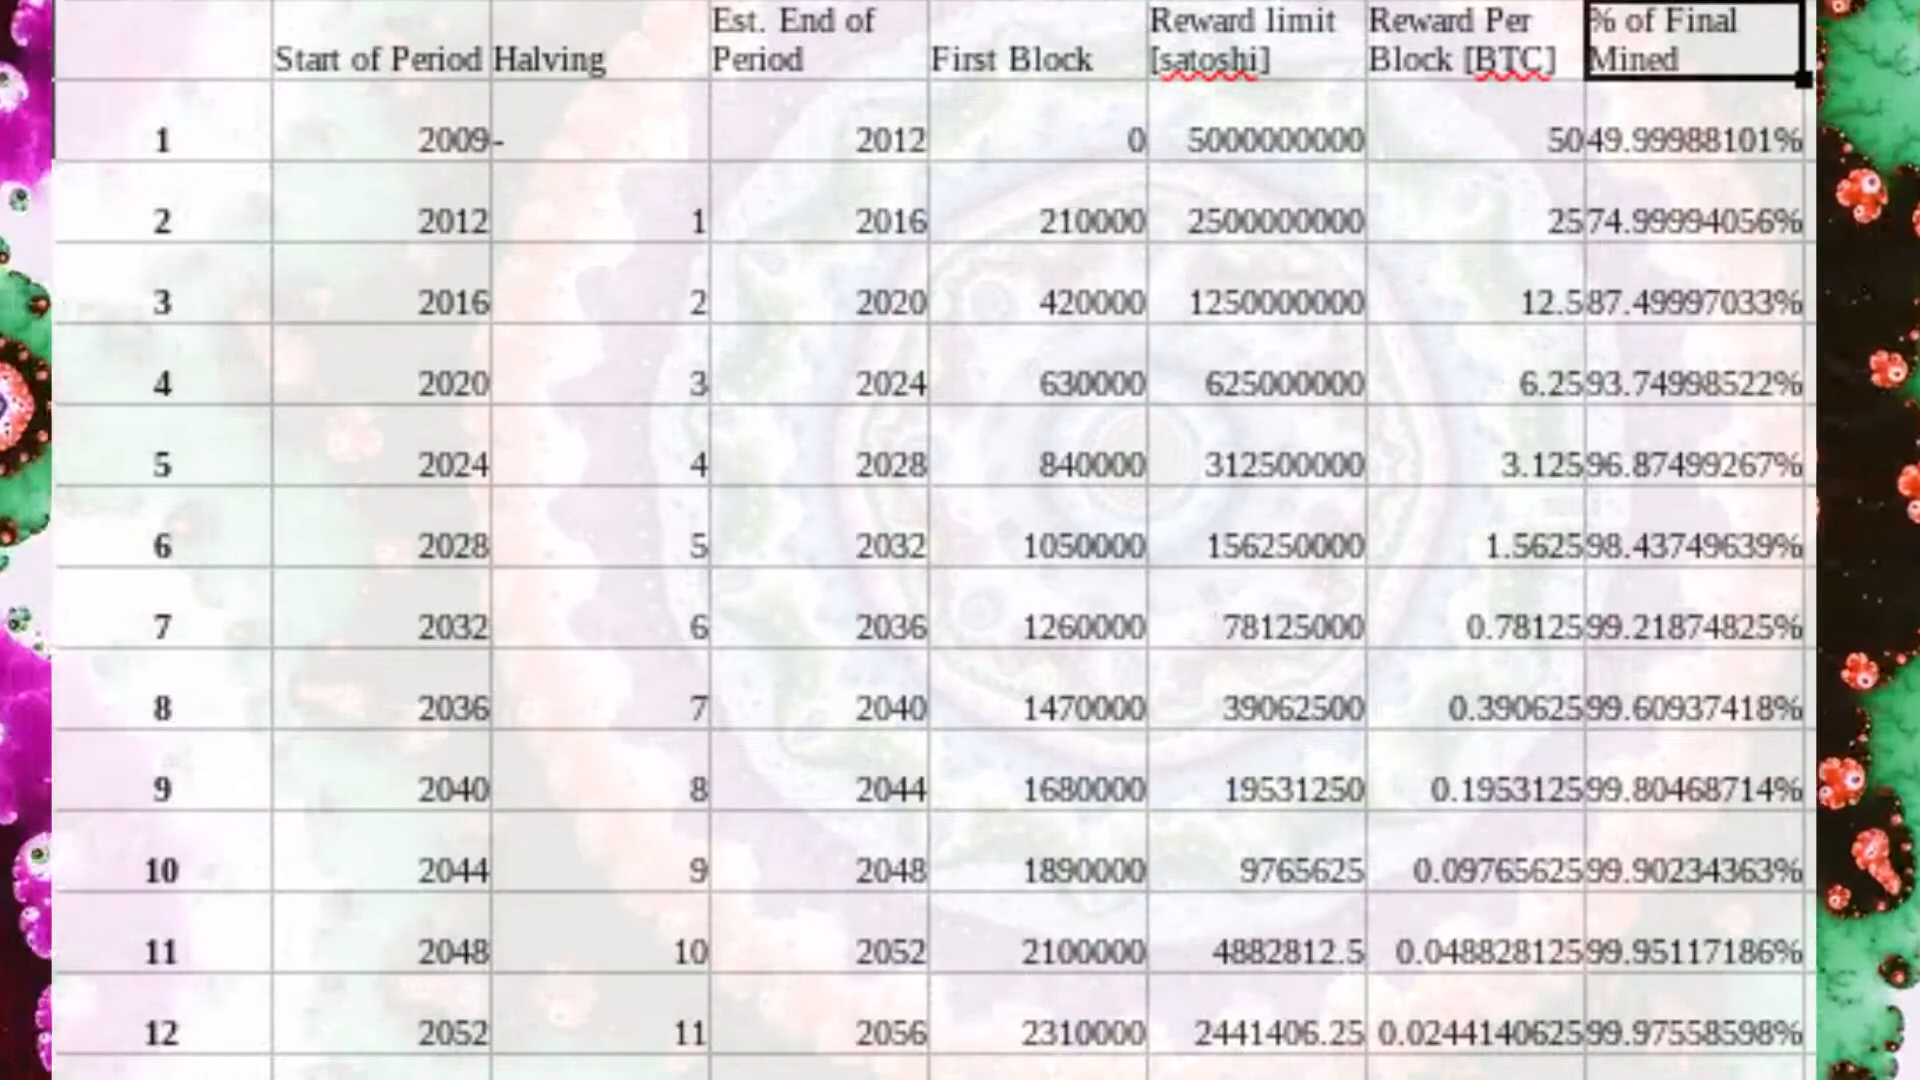 Start of Period Halving Est. End of Period First Block Reward limit [satoshi] Reward Per Block [BTC] % of Final Mined
1 2009 - 2012 0 5000000000 50 49.99988101%
2 2012 1 2016 210000 2500000000 25 74.99994056%
3 2016 2 2020 420000 1250000000 12.5 87.49997033%
4 2020 3 2024 630000 625000000 6.25 93.74998522%
5 2024 4 2028 840000 312500000 3.125 96.87499267%
6 2028 5 2032 1050000 156250000 1.5625 98.43749639%
7 2032 6 2036 1260000 78125000 0.78125 99.21874825%
8 2036 7 2040 1470000 39062500 0.390625 99.60937418%
9 2040 8 2044 1680000 19531250 0.1953125 99.80468714%
10 2044 9 2048 1890000 9765625 0.09765625 99.90234363%
11 2048 10 2052 2100000 4882812.5 0.048828125 99.95117186%
12 2052 11 2056 2310000 2441406.25 0.0244140625 99.97558598%